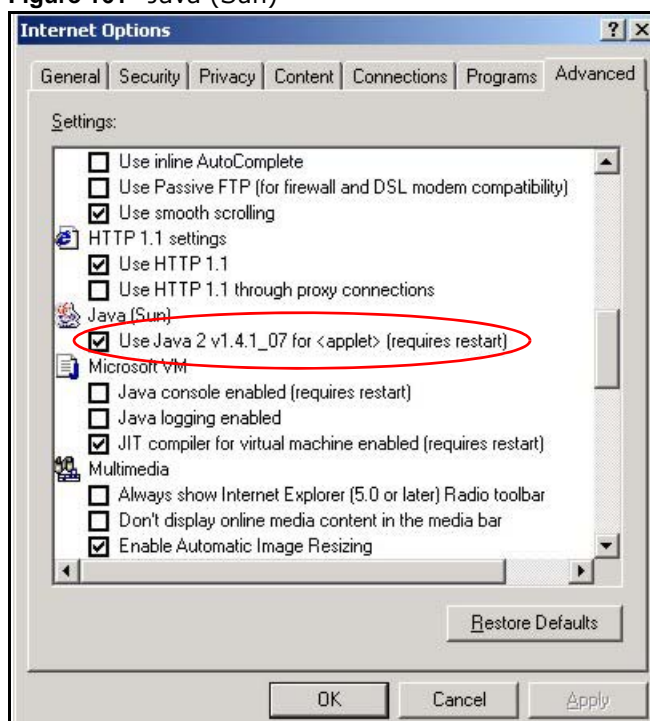 Internet Options
General Security Privacy Content Connections Programs Advanced
Settings:
Use inline AutoComplete
Use Passive FTP (for firewall and DSL modem compatibility)
Use smooth scrolling
HTTP 1.1 settings
Use HTTP 1.1
Use HTTP 1.1 through proxy connections
Java (Sun)
Use Java 2 v1.4.1_07 for <applet> (requires restart)
Microsoft VM
Java console enabled (requires restart)
Java logging enabled
JIT compiler for virtual machine enabled (requires restart)
Multimedia
Always show Internet Explorer (5.0 or later) Radio toolbar
Don't display online media content in the media bar
Enable Automatic Image Resizing
Restore Defaults
OK Cancel Apply